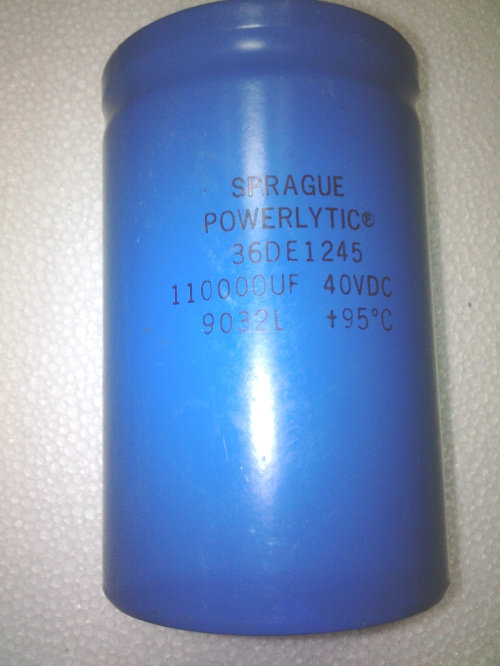 SPRAGUE
POWERLYTIC®
36DE1245
110000UF 40VDC
9032L +95°C